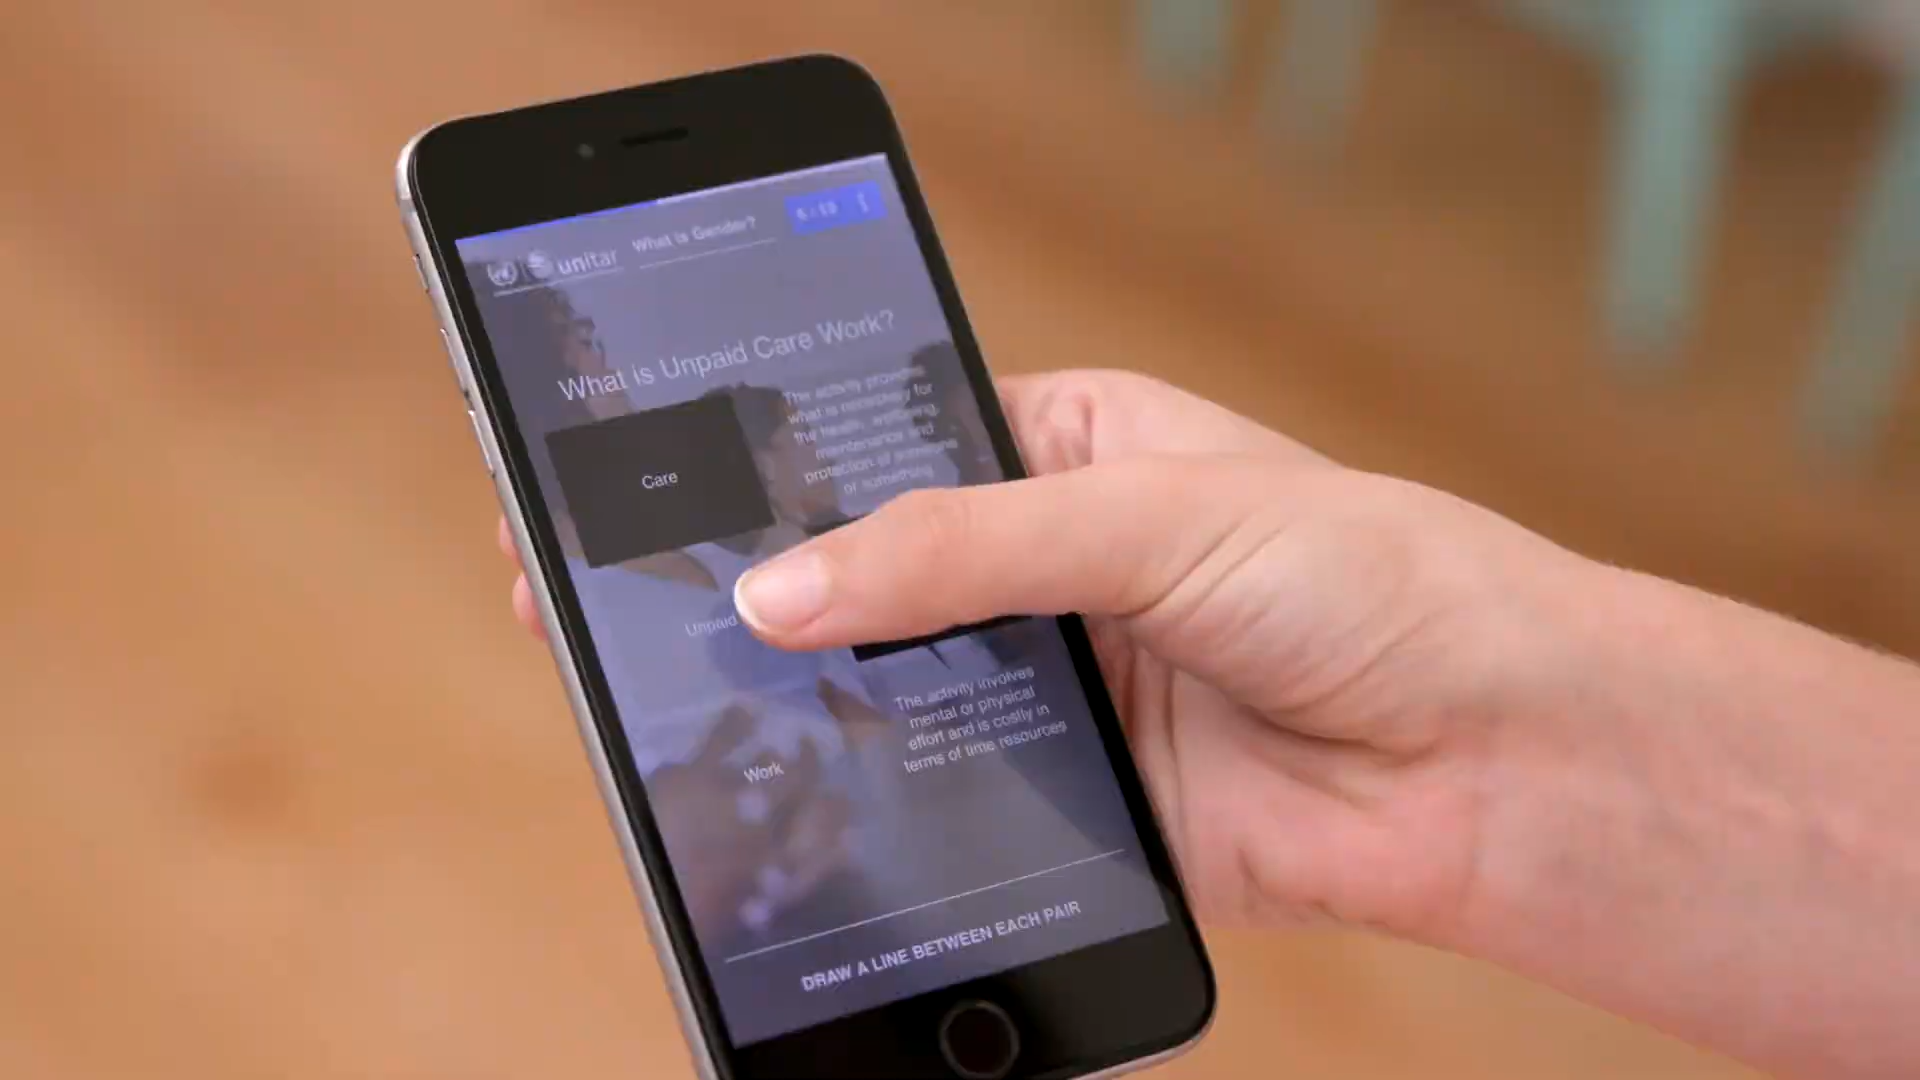 unitar
What is Gender?
What is Unpaid Care Work?
Care
The activity provides
what is necessary for
the health, wellbeing,
maintenance and
protection of someone
or something
Unpaid
The activity involves
mental or physical
effort and is costly in
terms of time resources
Work
DRAW A LINE BETWEEN EACH PAIR